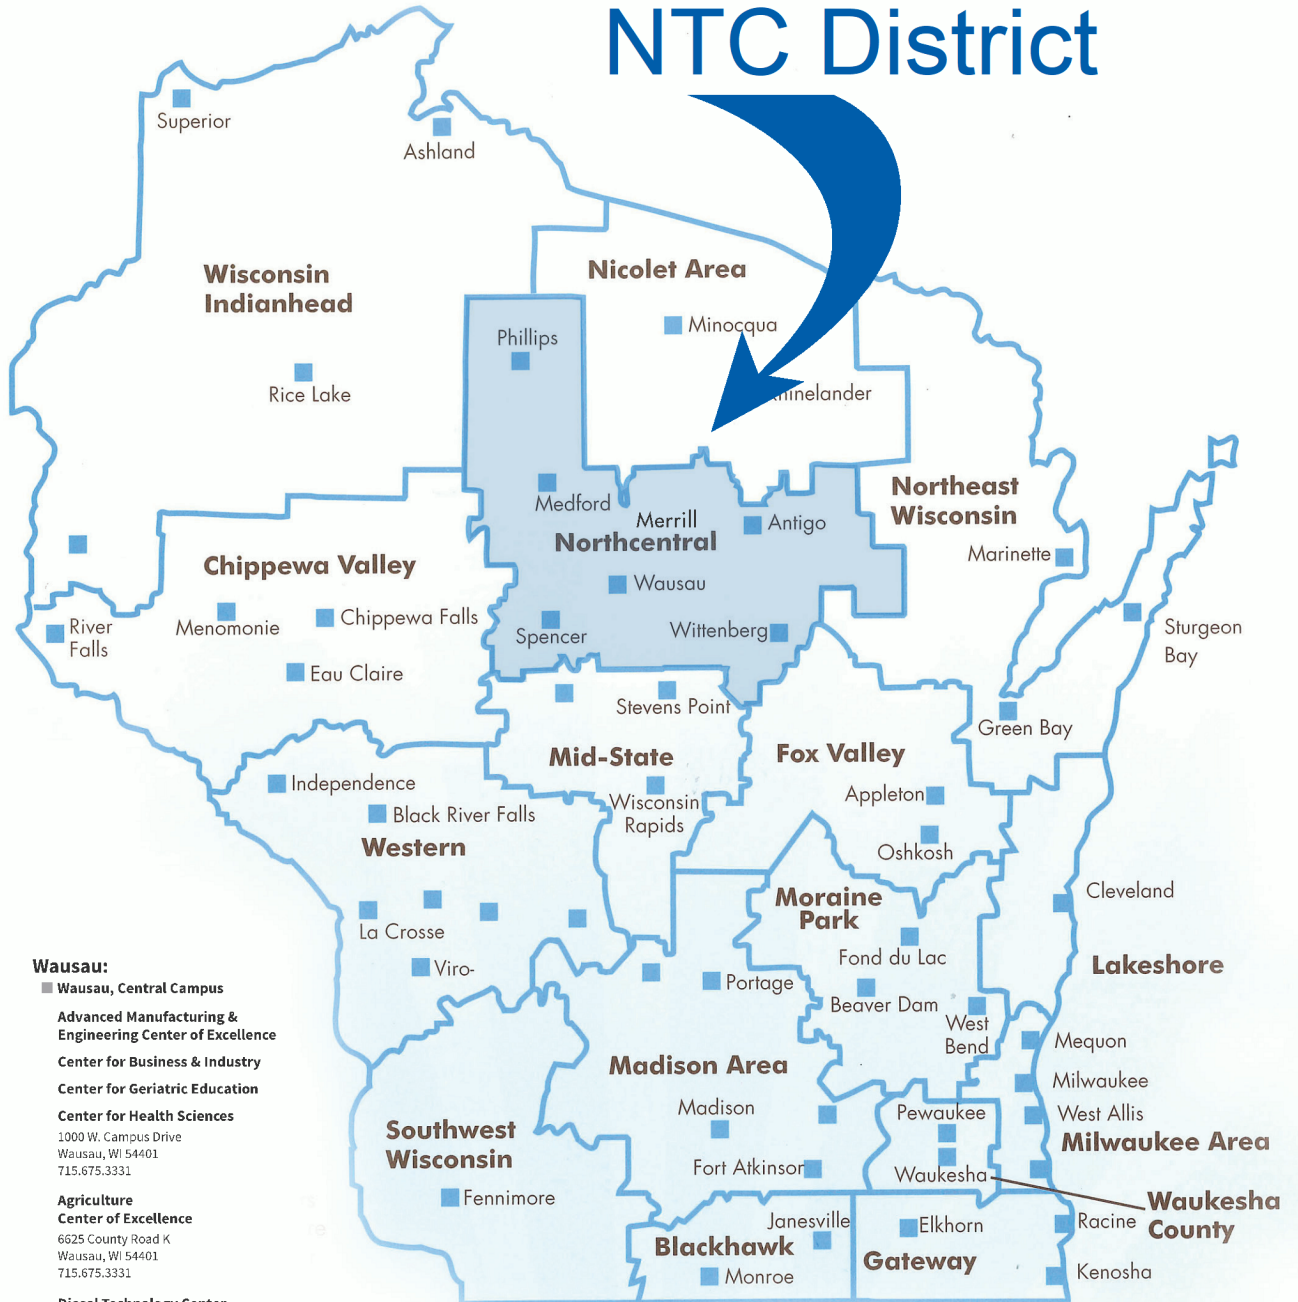 NTC District
Superior
Ashland
Wisconsin
Indianhead
Nicolet Area
Minocqua
Phillips
Rice Lake
Medford
Merrill
Antigo
Northcentral
Wausau
Spencer
Wittenberg
Northeast
Wisconsin
Marinette
Chippewa Valley
Menomonie
Chippewa Falls
Eau Claire
River
Falls
Sturgeon
Bay
Stevens Point
Green Bay
Mid-State
Fox Valley
Independence
Black River Falls
Wisconsin
Rapids
Appleton
Oshkosh
Western
Moraine
Park
Cleveland
La Crosse
Fond du Lac
Lakeshore
Viro-
Portage
Beaver Dam
West
Bend
Mequon
Madison Area
Milwaukee
Madison
Pewaukee
West Allis
Southwest
Wisconsin
Milwaukee Area
Fort Atkinson
Waukesha
Fennimore
Waukesha
County
Janesville
Elkhorn
Racine
Blackhawk
Gateway
Monroe
Kenosha
Wausau:
Wausau, Central Campus
Advanced Manufacturing &
Engineering Center of Excellence
Center for Business & Industry
Center for Geriatric Education
Center for Health Sciences
1000 W. Campus Drive
Wausau, WI 54401
715.675.3331
Agriculture
Center of Excellence
6625 County Road K
Wausau, WI 54401
715.675.3331